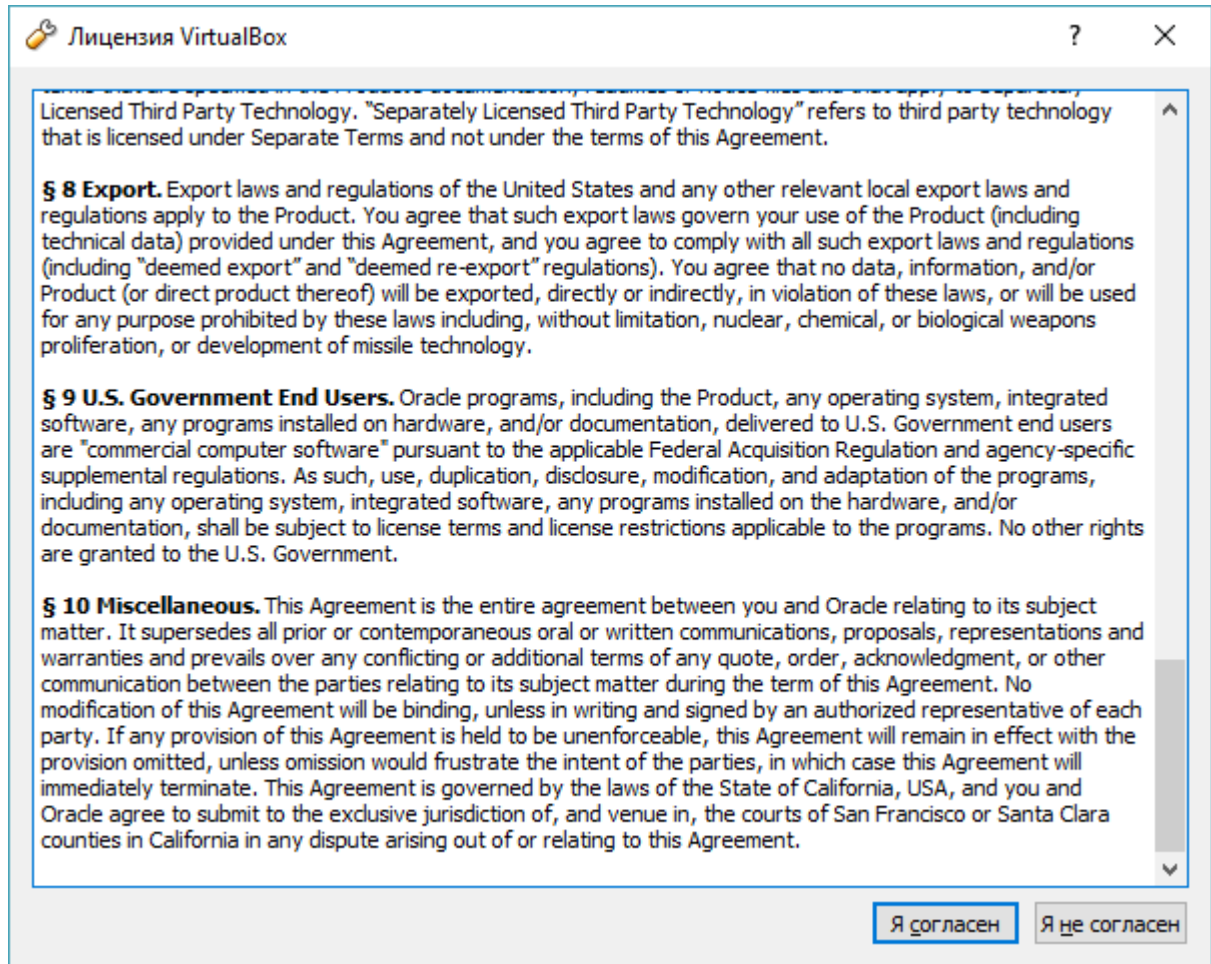 Лицензия VirtualBox
Licensed Third Party Technology. “Separately Licensed Third Party Technology” refers to third party technology
that is licensed under Separate Terms and not under the terms of this Agreement.
§ 8 Export. Export laws and regulations of the United States and any other relevant local export laws and
regulations apply to the Product. You agree that such export laws govern your use of the Product (including
technical data) provided under this Agreement, and you agree to comply with all such export laws and regulations
(including “deemed export” and “deemed re-export” regulations). You agree that no data, information, and/or
Product (or direct product thereof) will be exported, directly or indirectly, in violation of these laws, or will be used
for any purpose prohibited by these laws including, without limitation, nuclear, chemical, or biological weapons
proliferation, or development of missile technology.
§ 9 U.S. Government End Users. Oracle programs, including the Product, any operating system, integrated
software, any programs installed on hardware, and/or documentation, delivered to U.S. Government end users
are "commercial computer software" pursuant to the applicable Federal Acquisition Regulation and agency-specific
supplemental regulations. As such, use, duplication, disclosure, modification, and adaptation of the programs,
including any operating system, integrated software, any programs installed on the hardware, and/or
documentation, shall be subject to license terms and license restrictions applicable to the programs. No other rights
are granted to the U.S. Government.
§ 10 Miscellaneous. This Agreement is the entire agreement between you and Oracle relating to its subject
matter. It supersedes all prior or contemporaneous oral or written communications, proposals, representations and
warranties and prevails over any conflicting or additional terms of any quote, order, acknowledgment, or other
communication between the parties relating to its subject matter during the term of this Agreement. No
modification of this Agreement will be binding, unless in writing and signed by an authorized representative of each
party. If any provision of this Agreement is held to be unenforceable, this Agreement will remain in effect with the
provision omitted, unless omission would frustrate the intent of the parties, in which case this Agreement will
immediately terminate. This Agreement is governed by the laws of the State of California, USA, and you and
Oracle agree to submit to the exclusive jurisdiction of, and venue in, the courts of San Francisco or Santa Clara
counties in California in any dispute arising out of or relating to this Agreement.
Я согласен
Я не согласен